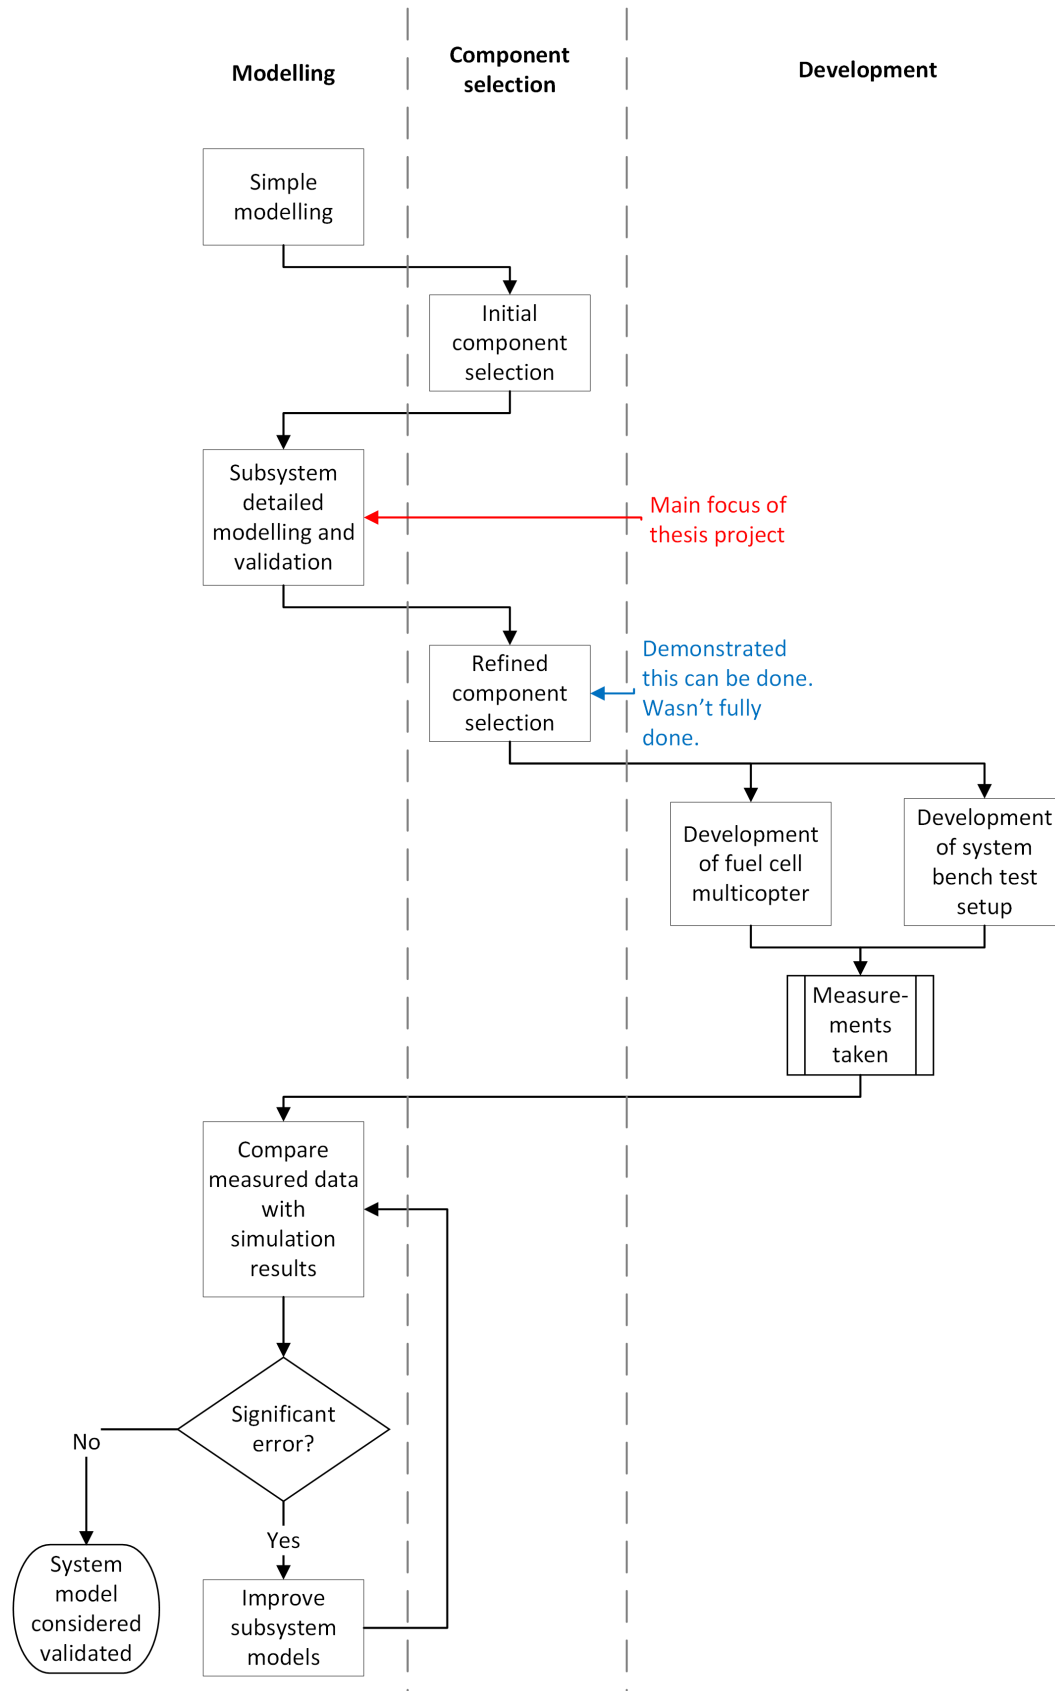 Modelling
Component
selection
Development
Simple
modelling
Initial
component
selection
Subsystem
detailed
modelling and
validation
Main focus of
thesis project
Refined
component
selection
Demonstrated
this can be done.
Wasn’t fully
done.
Development
of fuel cell
multicopter
Development
of system
bench test
setup
Measure-
ments
taken
Compare
measured data
with
simulation
results
Significant
error?
No
Yes
System
model
considered
validated
Improve
subsystem
models